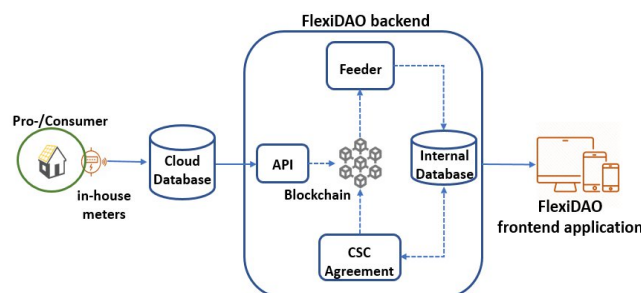 FlexiDAO backend
Feeder
Pro-/Consumer
Cloud
Database
API
Internal
Database
in-house
meters
Blockchain
FlexiDAO
frontend application
CSC
Agreement